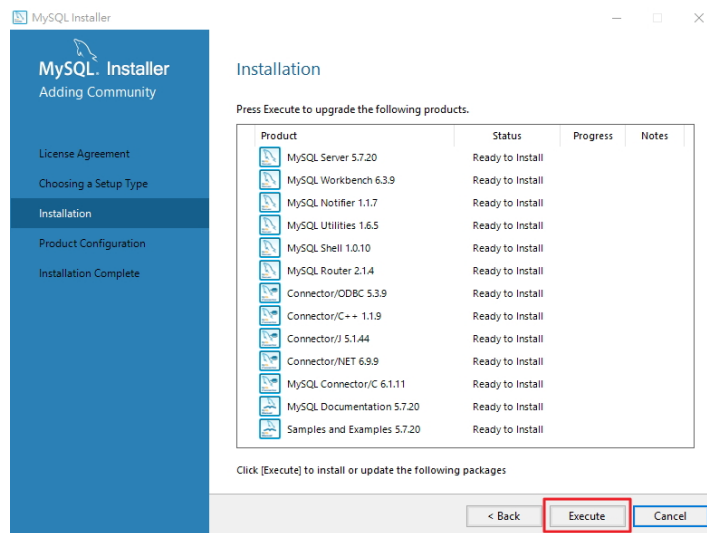 MySQL Installer
MySQL. Installer
Adding Community
License Agreement
Choosing a Setup Type
Installation
Product Configuration
Installation Complete
Installation
Press Execute to upgrade the following products.
Product Status Progress Notes
MySQL Server 5.7.20 Ready to Install
MySQL Workbench 6.3.9 Ready to Install
MySQL Notifier 1.1.7 Ready to Install
MySQL Utilities 1.6.5 Ready to Install
MySQL Shell 1.0.10 Ready to Install
MySQL Router 2.1.4 Ready to Install
Connector/ODBC 5.3.9 Ready to Install
Connector/C++ 1.1.9 Ready to Install
Connector/J 5.1.44 Ready to Install
Connector/NET 6.9.9 Ready to Install
MySQL Connector/C 6.1.11 Ready to Install
MySQL Documentation 5.7.20 Ready to Install
Samples and Examples 5.7.20 Ready to Install
Click [Execute] to install or update the following packages
< Back Execute Cancel